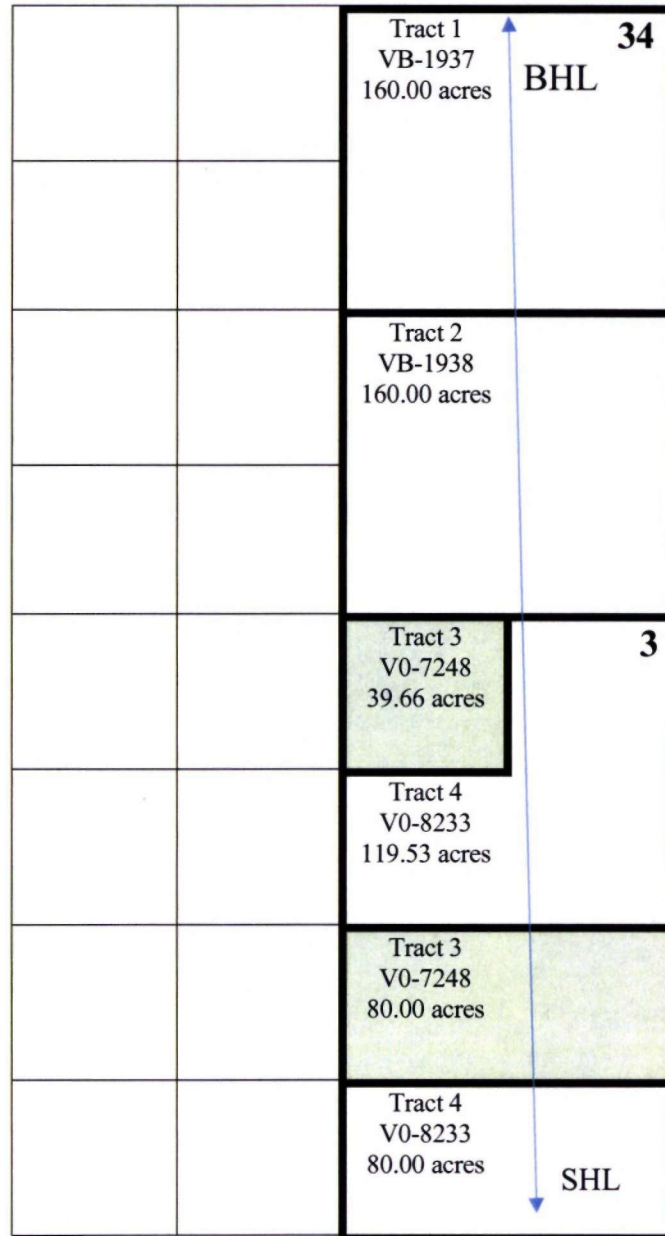 Tract 1
VB-1937
160.00 acres
34
BHL
Tract 2
VB-1938
160.00 acres
Tract 3
V0-7248
39.66 acres
3
Tract 4
V0-8233
119.53 acres
Tract 3
V0-7248
80.00 acres
Tract 4
V0-8233
80.00 acres
SHL